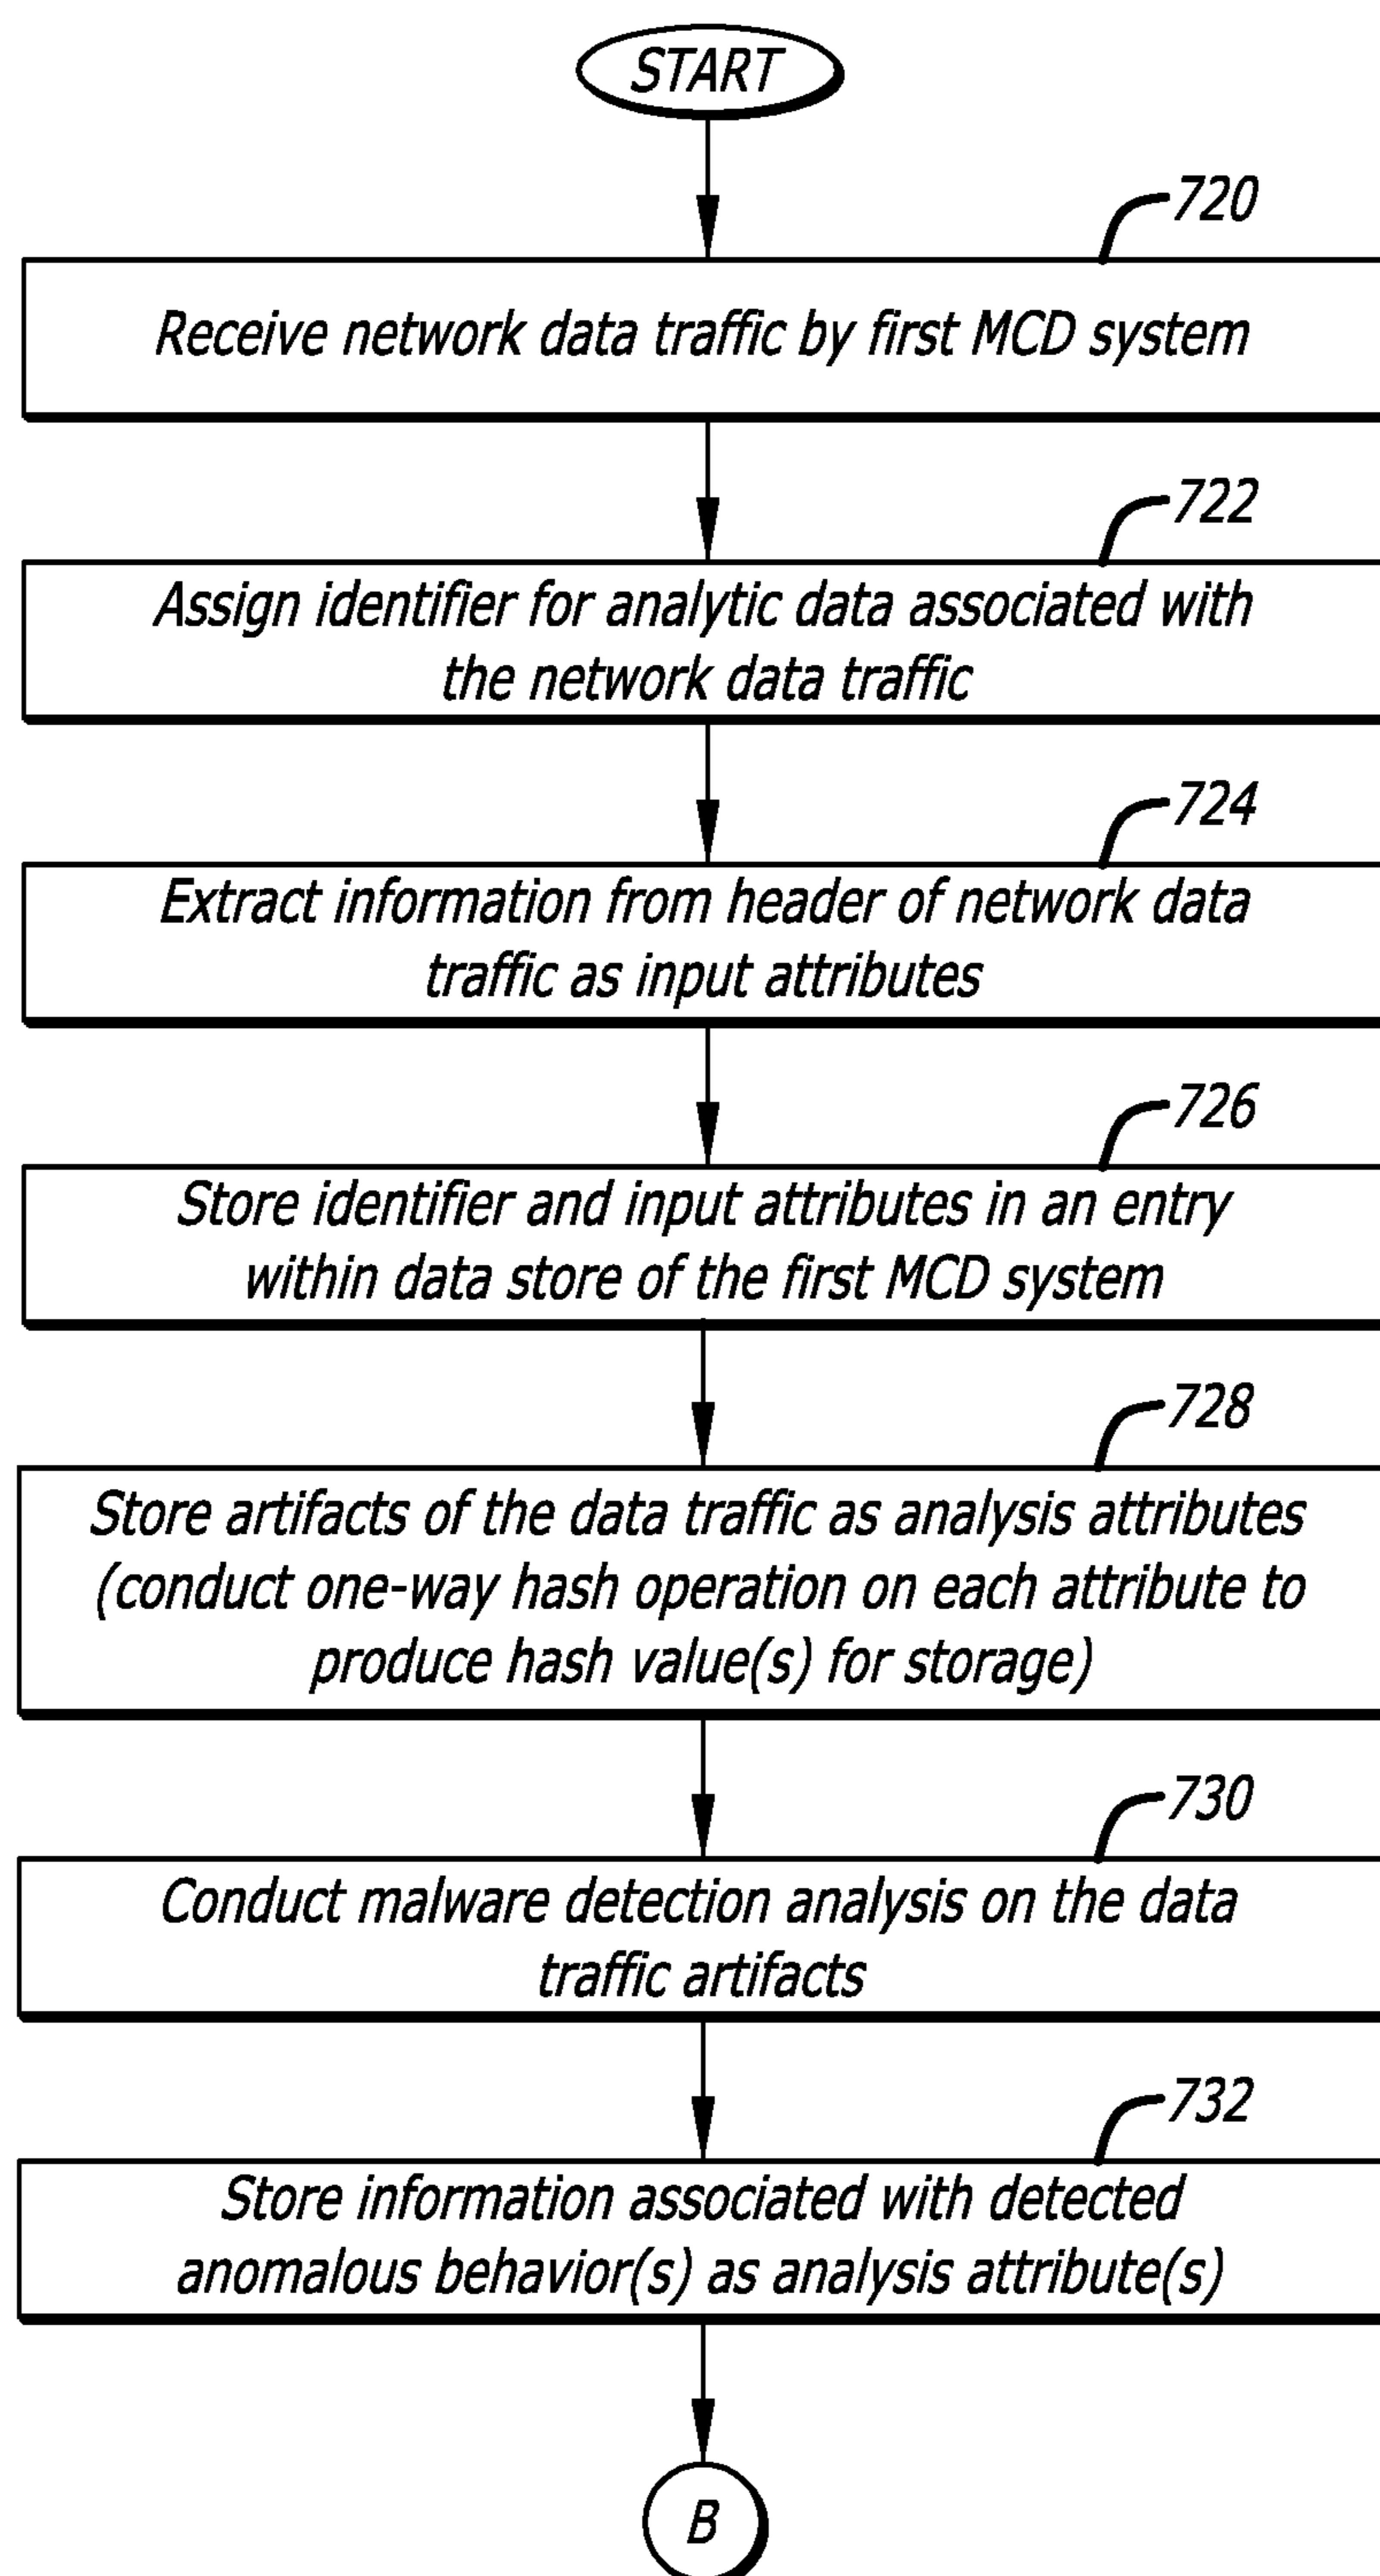 START
720
Receive network data traffic by first MCD system
722
Assign identifier for analytic data associated with
the network data traffic
724
Extract information from header of network data
traffic as input attributes
726
Store identifier and input attributes in an entry
within data store of the first MCD system
728
Store artifacts of the data traffic as analysis attributes
(conduct one-way hash operation on each attribute to
produce hash value(s) for storage)
730
Conduct malware detection analysis on the data
traffic artifacts
732
Store information associated with detected
anomalous behavior(s) as analysis attribute(s)
B